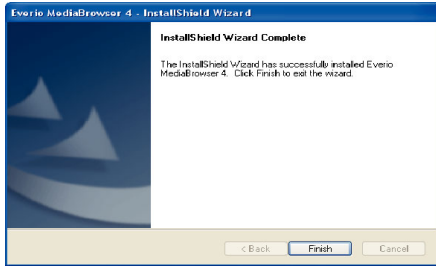 Everio MediaBrowser 4 - InstallShield Wizard
InstallShield Wizard Complete
The InstallShield Wizard has successfully installed Everio
MediaBrowser 4. Click Finish to exit the wizard.
< Back
Finish
Cancel